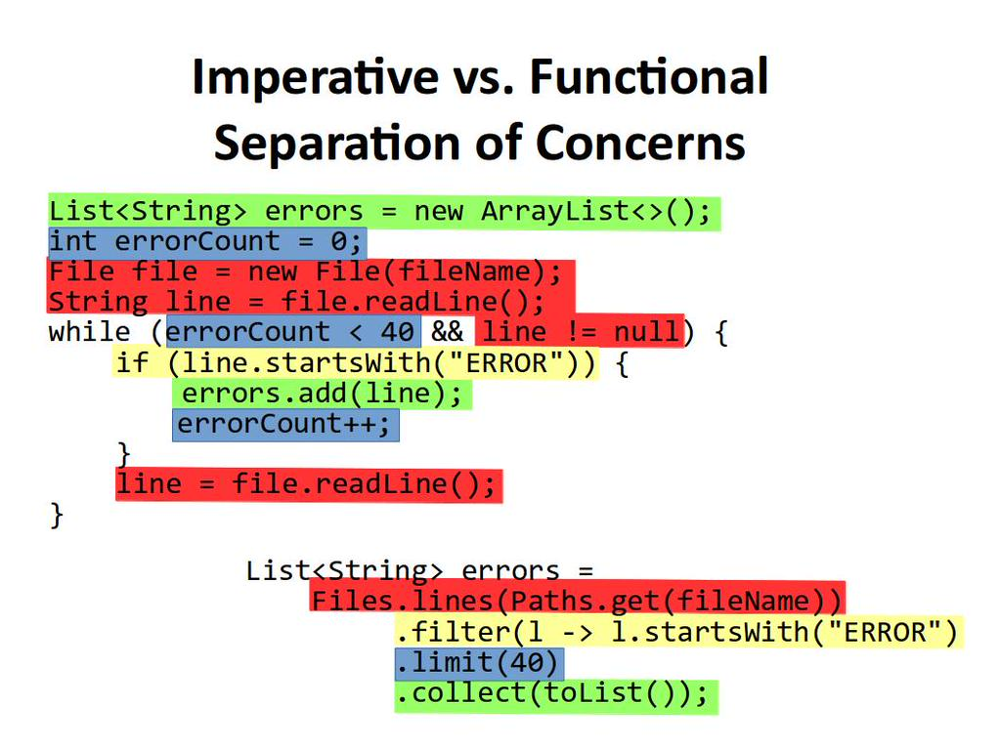 Imperative vs. Functional
Separation of Concerns
List<String> errors = new ArrayList<>();
int errorCount = 0;
File file = new File(fileName);
String line = file.readLine();
while (errorCount < 40 && line != null) {
if (line.startsWith("ERROR")) {
errors.add(line);
errorCount++;
}
line = file.readLine();
}
List<String> errors =
Files.lines(Paths.get(fileName))
.filter(l -> l.startsWith("ERROR")
.limit(40)
.collect(toList());